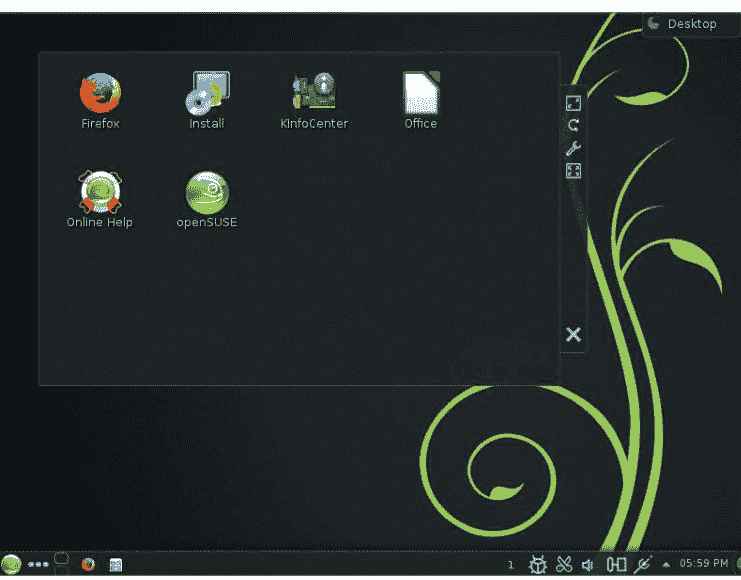 Desktop
Firefox
Install
KInfoCenter
Office
Online Help
openSUSE
1
05:59 PM